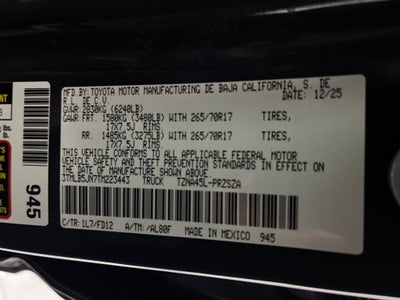 MFD.BY:TOYOTA MOTOR MANUFACTURING DE BAJA CALIFORNIA, S. DE
R.L. DE C.V. DATE: 12/25
GVWR:2830KG (6240LB)
GAWR:FRT: 1580KG (3480LB) WITH 265/70R17 TIRES,
17X7.5J RIMS.
RR: 1485KG (3275LB) WITH 265/70R17 TIRES,
17X7.5J RIMS.
THIS VEHICLE CONFORMS TO ALL APPLICABLE FEDERAL MOTOR
VEHICLE SAFETY AND THEFT PREVENTION STANDARDS IN EFFECT ON
THE DATE OF MANUFACTURE SHOWN ABOVE.
3TMLB5JN7TM223443 TRUCK TZNA45L-PRZSZA
C/TR:1L7/FD12 A/TM:/AL80F MADE IN MEXICO 945
945